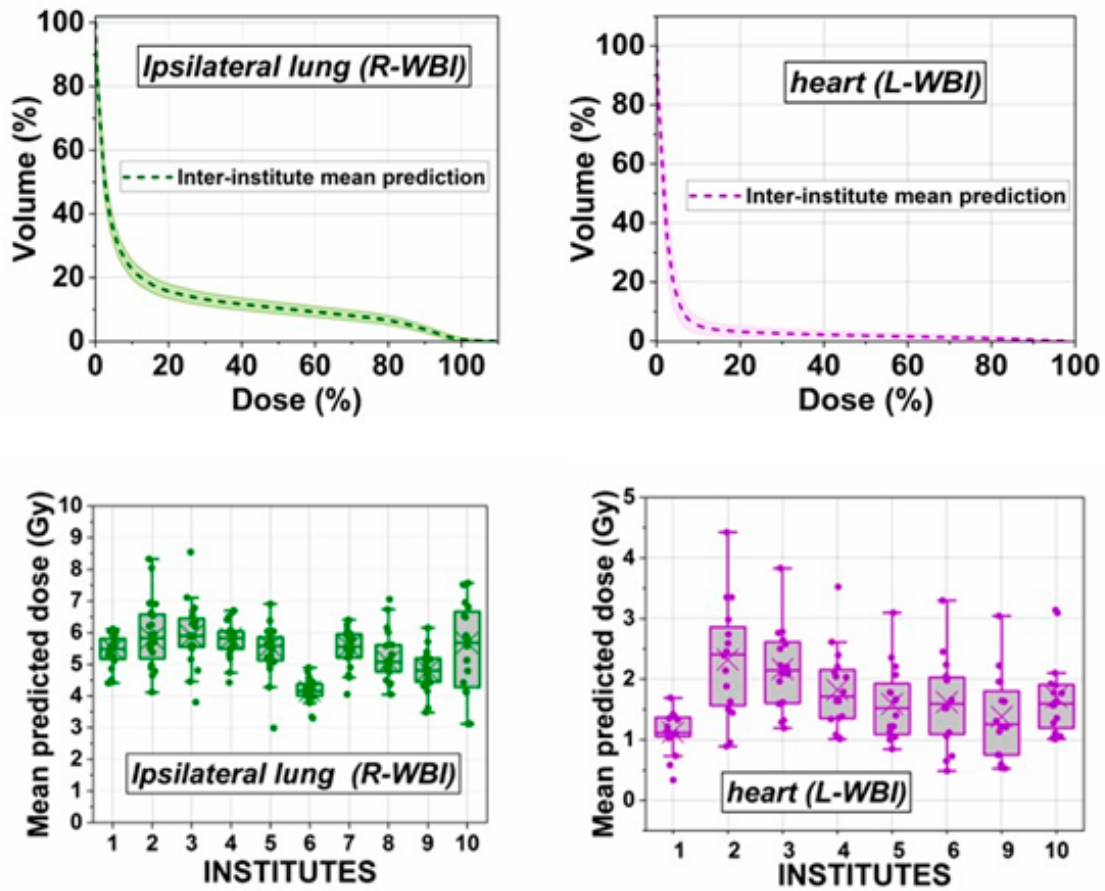 Volume (%)
100
80
60
40
20
0
Ipsilateral lung (R-WBI)
Inter-institute mean prediction
0 20 40 60 80 100
Dose (%)
Volume (%)
100
80
60
40
20
0
heart (L-WBI)
Inter-institute mean prediction
0 20 40 60 80 100
Dose (%)
Mean predicted dose (Gy)
10
9
8
7
6
5
4
3
2
1
0
Ipsilateral lung (R-WBI)
1 2 3 4 5 6 7 8 9 10
INSTITUTES
Mean predicted dose (Gy)
5
4
3
2
1
0
heart (L-WBI)
1 2 3 4 5 6 9 10
INSTITUTES